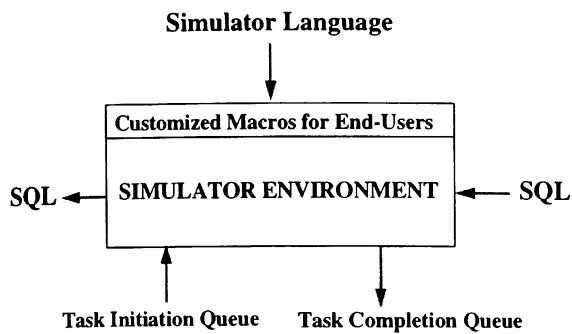 Simulator Language
Customized Macros for End-Users
SQL
SIMULATOR ENVIRONMENT
SQL
Task Initiation Queue
Task Completion Queue